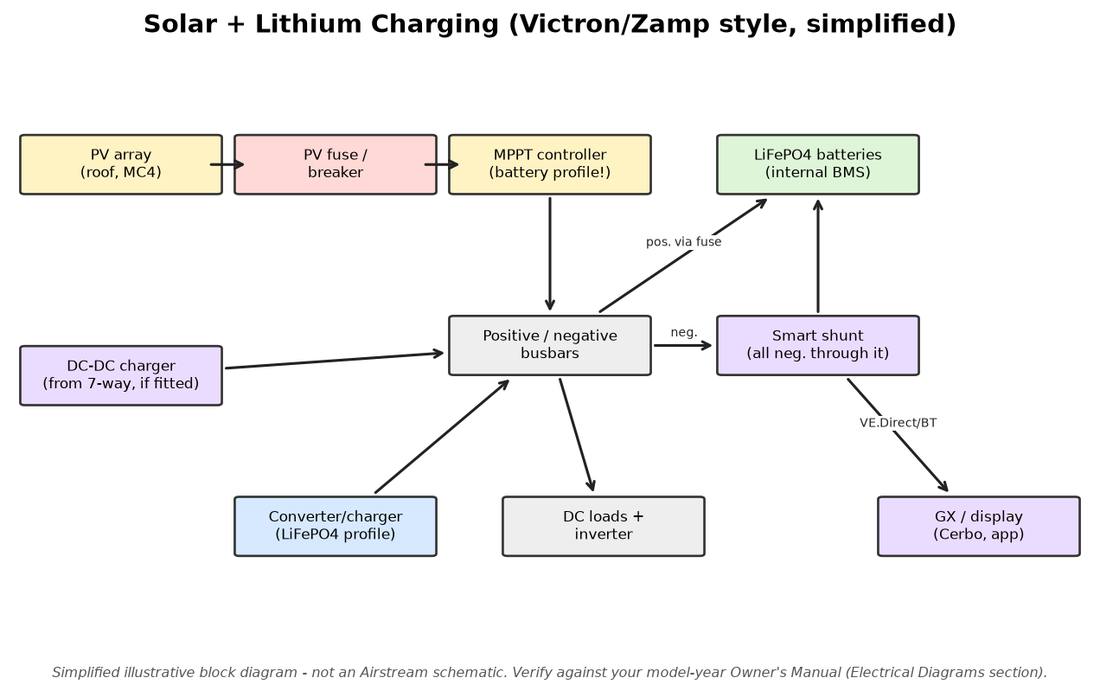 Solar + Lithium Charging (Victron/Zamp style, simplified)
PV array
(roof, MC4)
PV fuse /
breaker
MPPT controller
(battery profile!)
LiFePO4 batteries
(internal BMS)
pos. via fuse
Positive / negative
busbars
neg.
Smart shunt
(all neg. through it)
DC-DC charger
(from 7-way, if fitted)
VE.Direct/BT
Converter/charger
(LiFePO4 profile)
DC loads +
inverter
GX / display
(Cerbo, app)
Simplified illustrative block diagram - not an Airstream schematic. Verify against your model-year Owner's Manual (Electrical Diagrams section).